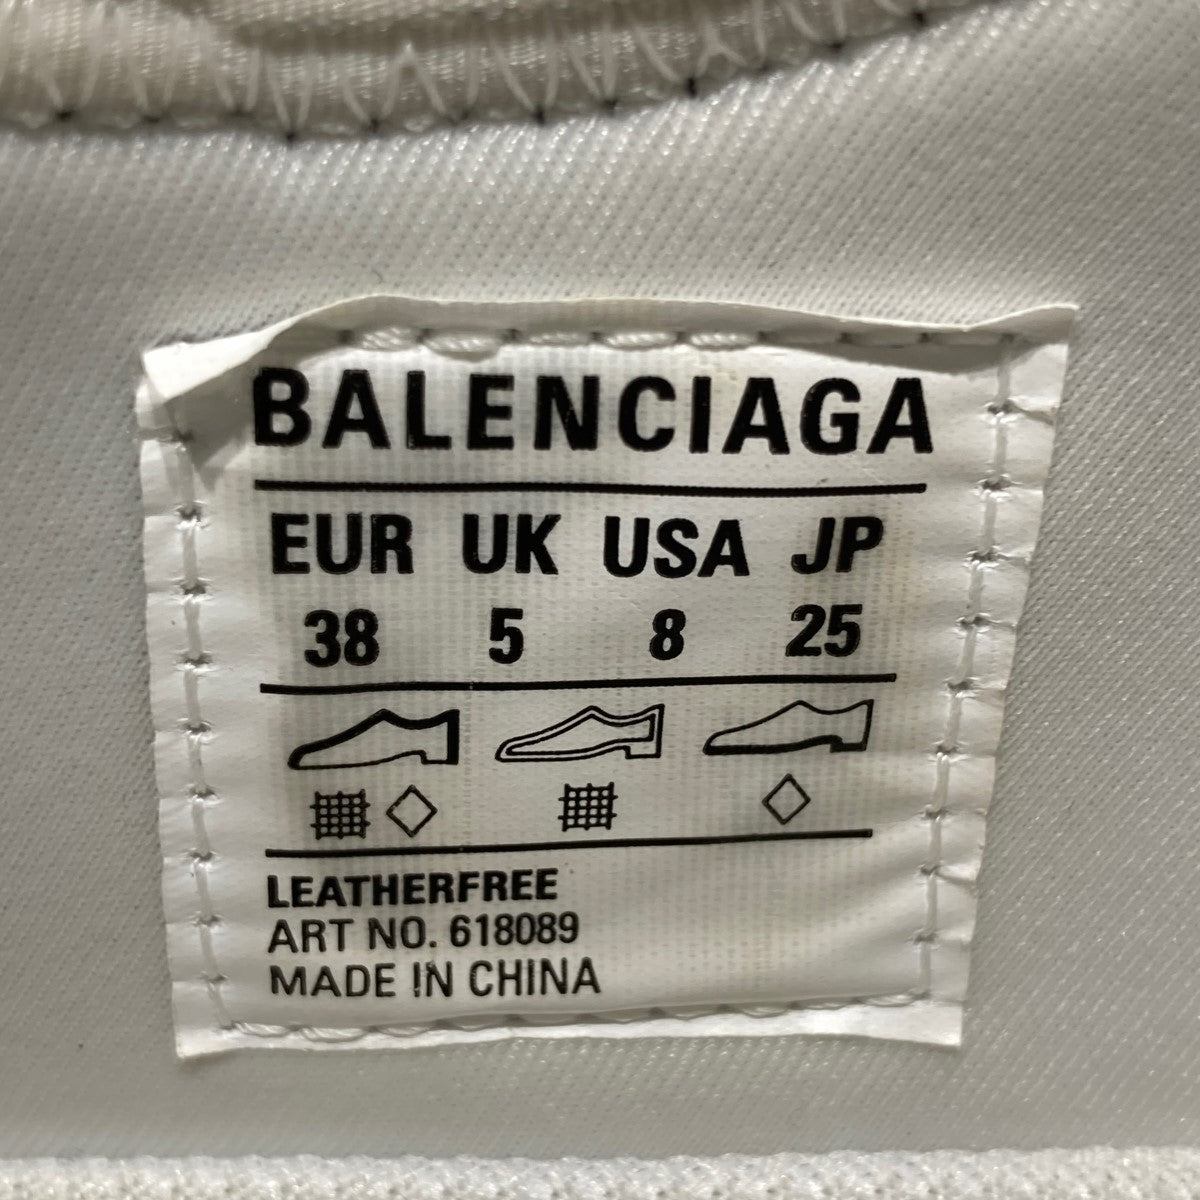 BALENCIAGA
EUR UK USA JP
38 5 8 25
LEATHERFREE
ART NO. 618089
MADE IN CHINA